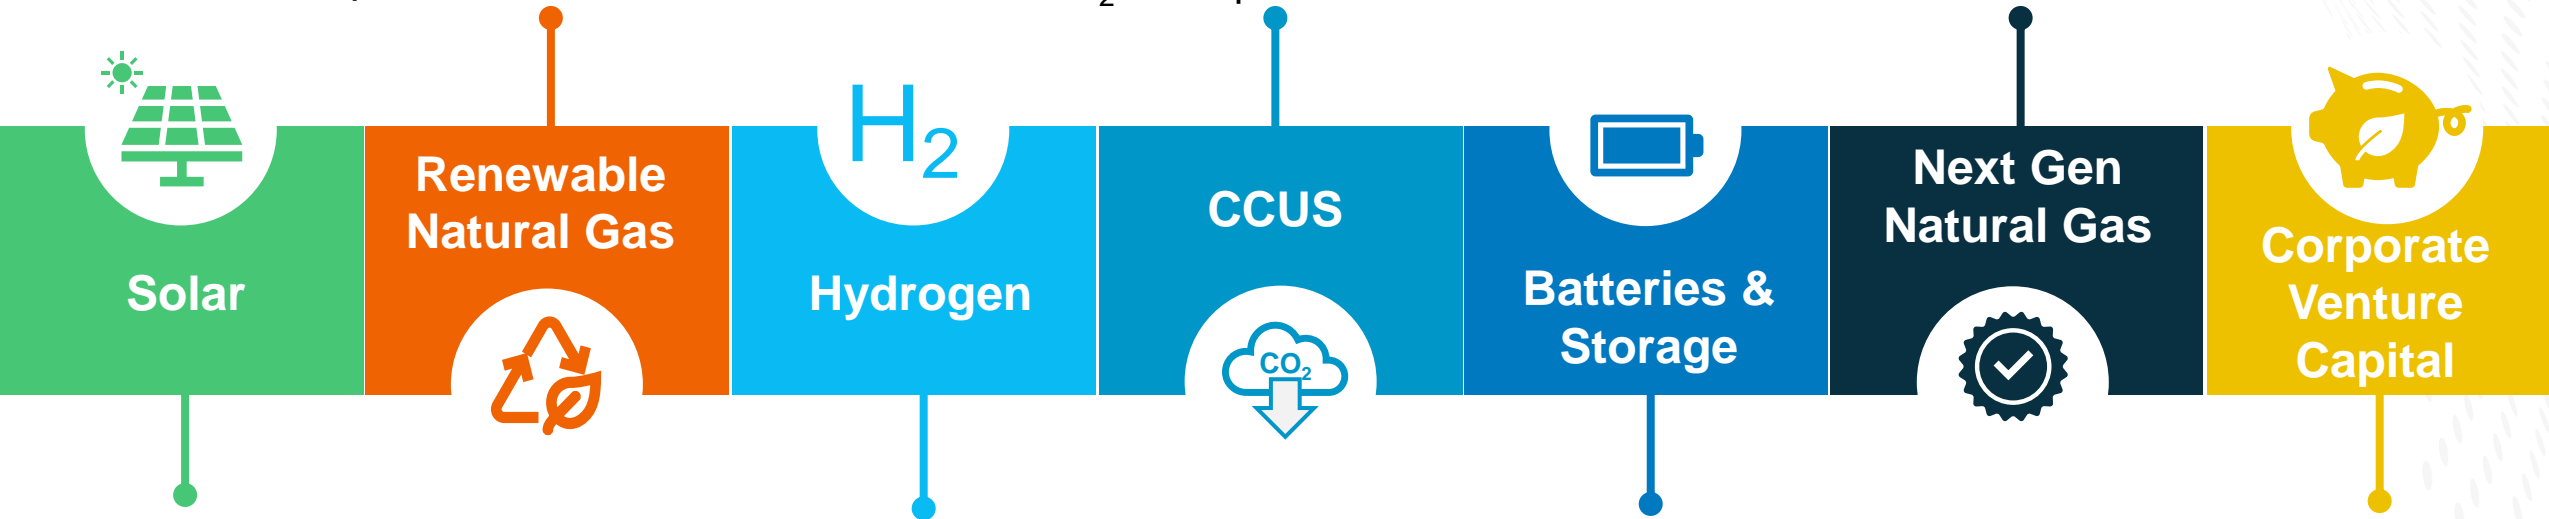 Solar
Renewable
Natural Gas
H2
Hydrogen
CCUS
CO2
Batteries &
Storage
Next Gen
Natural Gas
Corporate
Venture
Capital